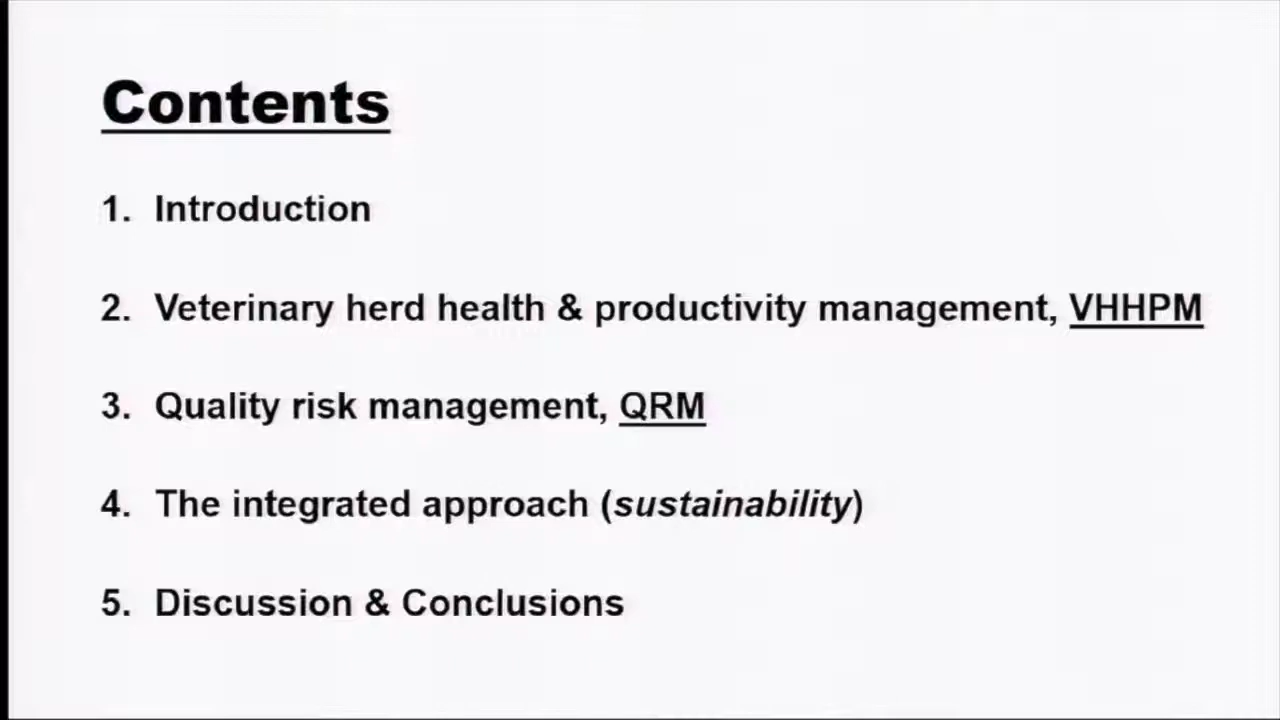 Contents
1. Introduction
2. Veterinary herd health & productivity management, VHHPM
3. Quality risk management, QRM
4. The integrated approach (sustainability)
5. Discussion & Conclusions